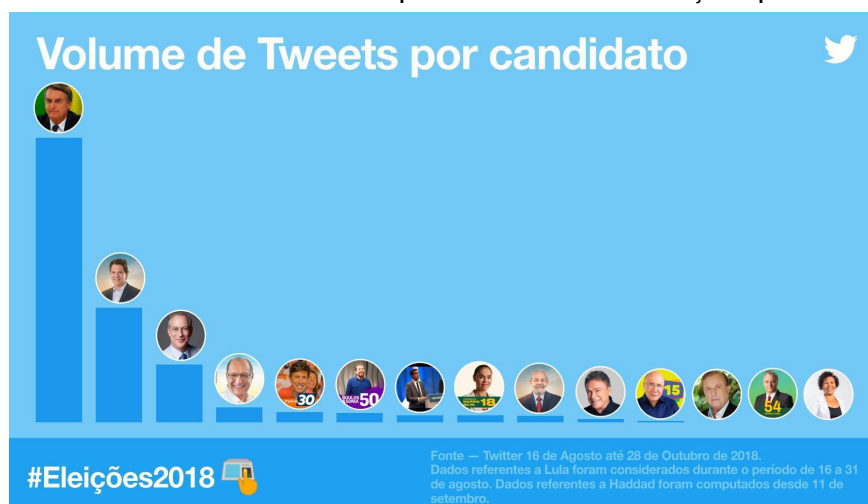 Volume de Tweets por candidato
30
50
18
15
54
#Eleições2018
Fonte — Twitter 16 de Agosto até 28 de Outubro de 2018.
Dados referentes a Lula foram considerados durante o período de 16 a 31
de agosto. Dados referentes a Haddad foram computados desde 11 de
setembro.